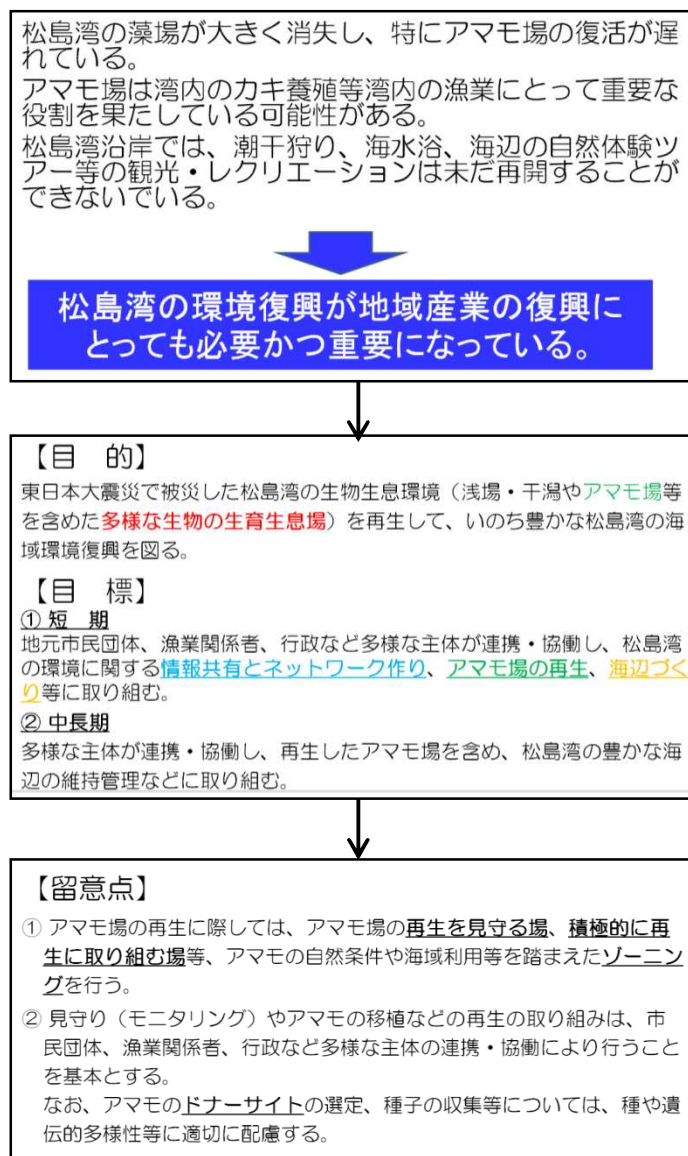 松島湾の藻場が大きく消失し、特にアマモ場の復活が遅
れている。
アマモ場は湾内のカキ養殖等湾内の漁業にとって重要な
役割を果たしている可能性がある。
松島湾沿岸では、潮干狩り、海水浴、海辺の自然体験ツ
アー等の観光・レクリエーションは未だ再開することが
できないでいる。
松島湾の環境復興が地域産業の復興に
とっても必要かつ重要になっている。
【目 的】
東日本大震災で被災した松島湾の生物生息環境（浅場・干潟やアマモ場等
を含めた多様な生物の生育生息場）を再生して、いのち豊かな松島湾の海
域環境復興を図る。
【目 標】
① 短 期
地元市民団体、漁業関係者、行政など多様な主体が連携・協働し、松島湾
の環境に関する情報共有とネットワーク作り、アマモ場の再生、海辺づく
り等に取り組む。
② 中長期
多様な主体が連携・協働し、再生したアマモ場を含め、松島湾の豊かな海
辺の維持管理などに取り組む。
【留意点】
① アマモ場の再生に際しては、アマモ場の再生を見守る場、積極的に再
生に取り組む場等、アマモの自然条件や海域利用等を踏まえたゾーニン
グを行う。
② 見守り（モニタリング）やアマモの移植などの再生の取り組みは、市
民団体、漁業関係者、行政など多様な主体の連携・協働により行うこと
を基本とする。
なお、アマモのドナーサイトの選定、種子の収集等については、種や遺
伝的多様性等に適切に配慮する。